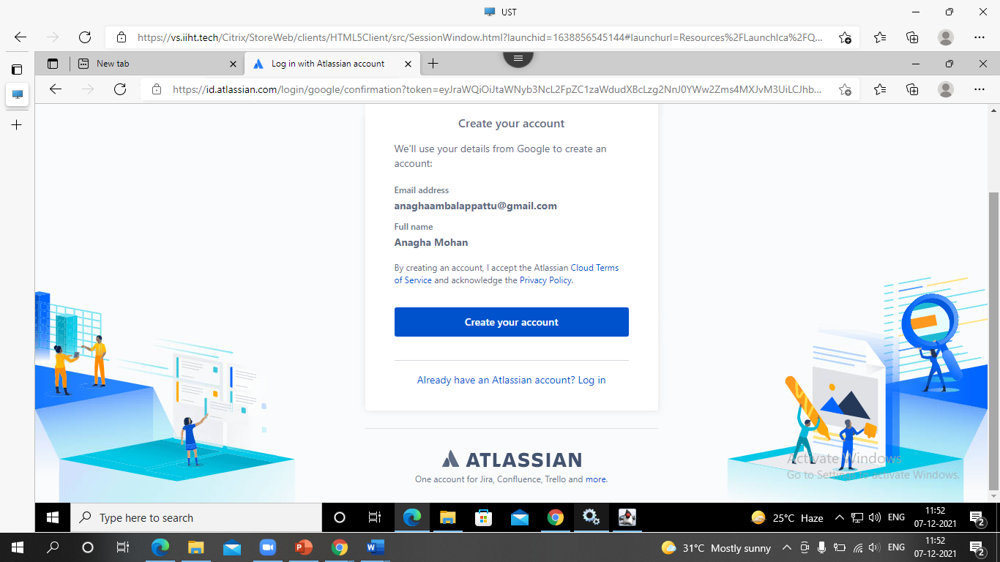 UST
https://vs.iiht.tech/Citrix/StoreWeb/clients/HTML5Client/src/SessionWindow.html?launchid=1638856545144#launchurl=Resources%2FLaunchIca%2FQ...
New tab
Log in with Atlassian account
https://id.atlassian.com/login/google/confirmation?token=eyJraWQiOiJtaWNyb3NcL2FpZC1zaWdudXBcLzg2NnJ0YWw2Zms4MXJvM3UiLCJhb...
Create your account
We'll use your details from Google to create an
account:
Email address
anaghaambalappattu@gmail.com
Full name
Anagha Mohan
By creating an account, I accept the Atlassian Cloud Terms
of Service and acknowledge the Privacy Policy.
Create your account
Already have an Atlassian account? Log in
ATLASSIAN
One account for Jira, Confluence, Trello and more.
Activate Windows
Go to Settings to activate Windows.
Type here to search
25°C Haze
ENG
11:52
07-12-2021
2
31°C Mostly sunny
ENG
11:52
07-12-2021
2